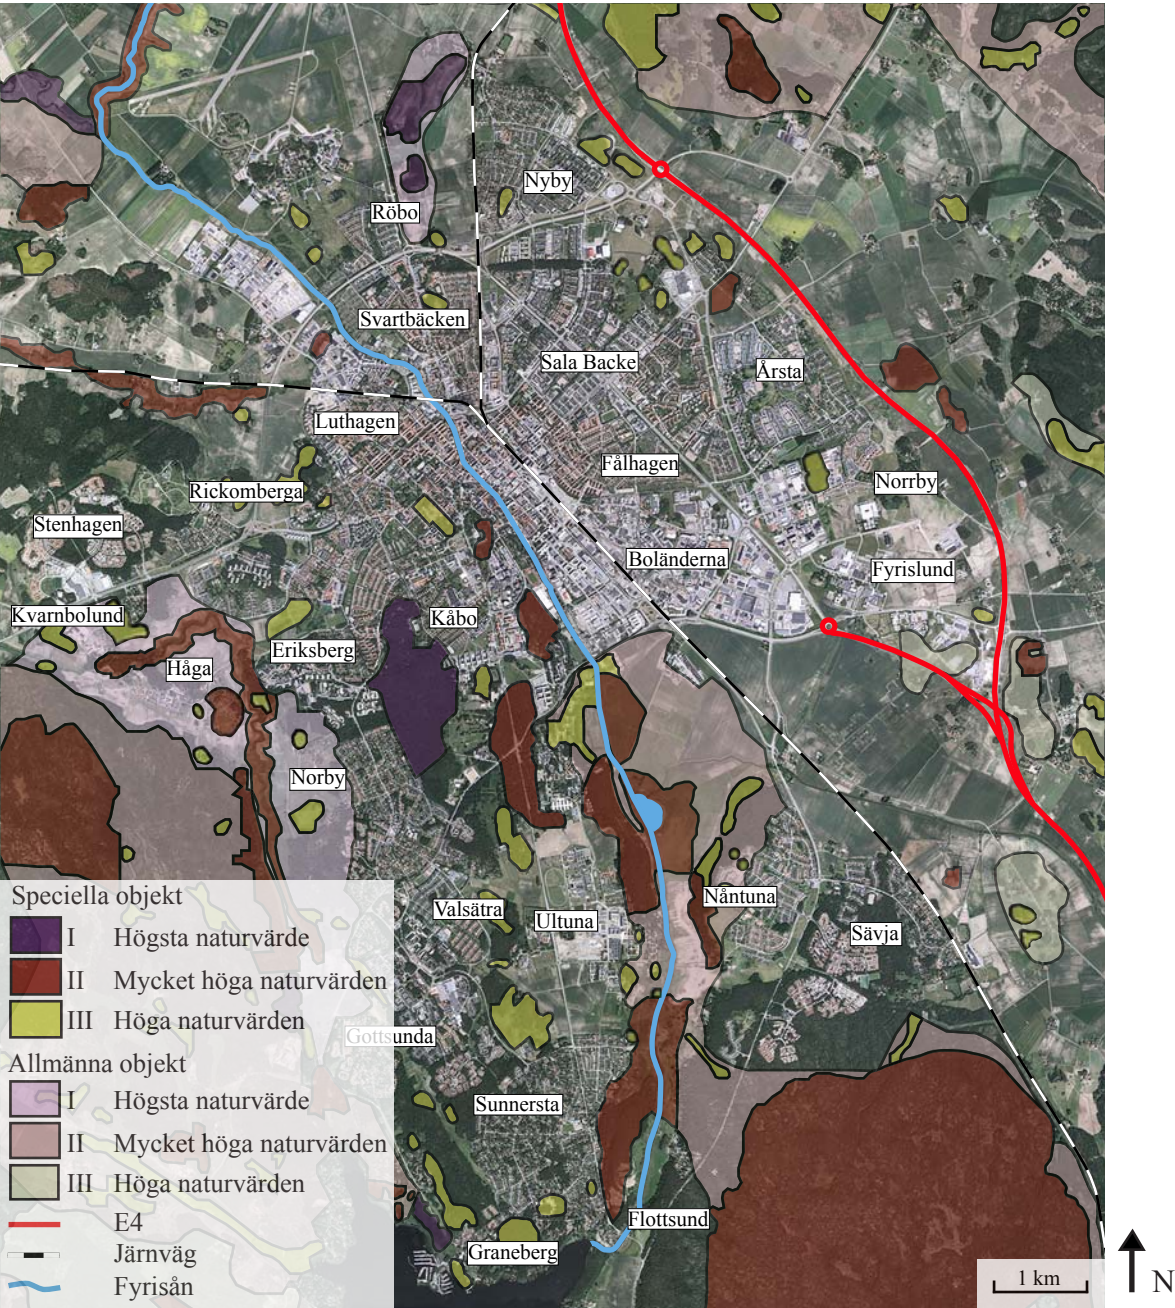 Nyby
Röbo
Svartbäcken
Sala Backe
Årsta
Luthagen
Fålhagen
Rickomberga
Norrby
Stenhagen
Boländerna
Fyrislund
Kvarnbolund
Kåbo
Eriksberg
Håga
Norby
Nåntuna
Valsätra
Ultuna
Sävja
Gottsunda
Sunnersta
Flottsund
Graneberg
Speciella objekt
I Högsta naturvärde
II Mycket höga naturvärden
III Höga naturvärden
Allmänna objekt
I Högsta naturvärde
II Mycket höga naturvärden
III Höga naturvärden
E4
Järnväg
Fyrisån
1 km
N